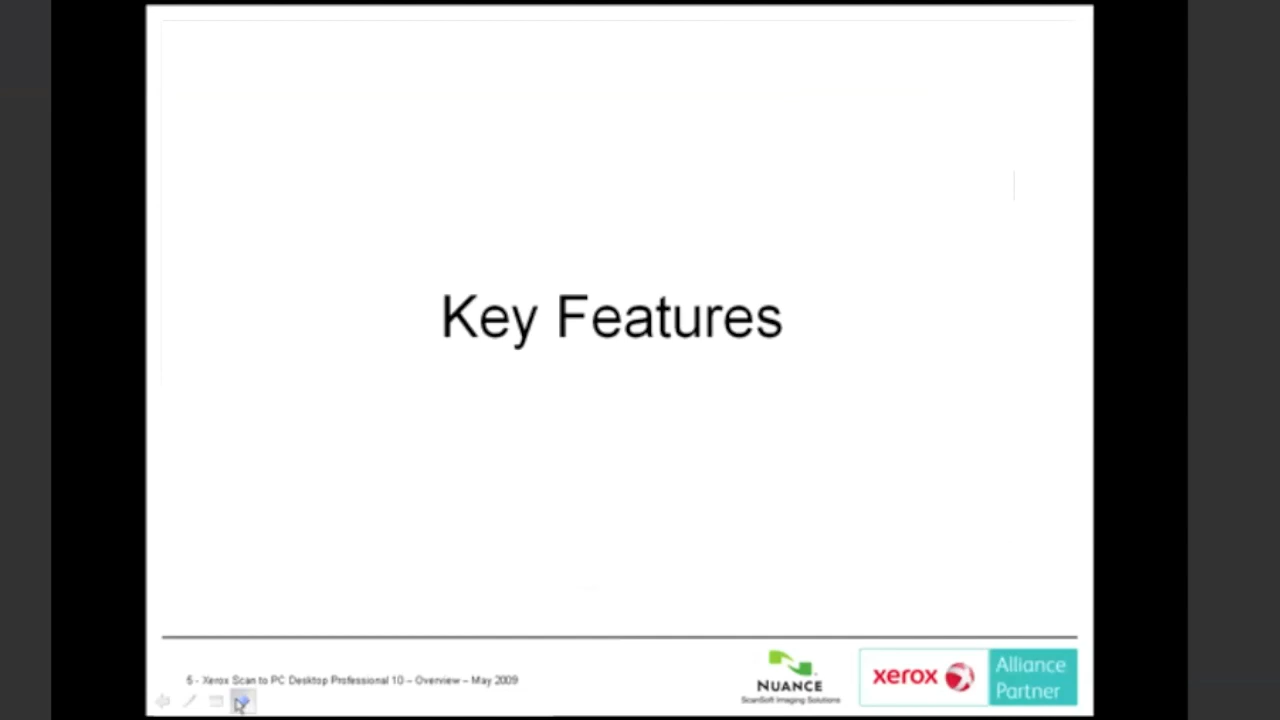 Key Features
5 - Xerox Scan to PC Desktop Professional 10 – Overview – May 2009
NUANCE
ScanSoft Imaging Solutions
xerox
Alliance
Partner